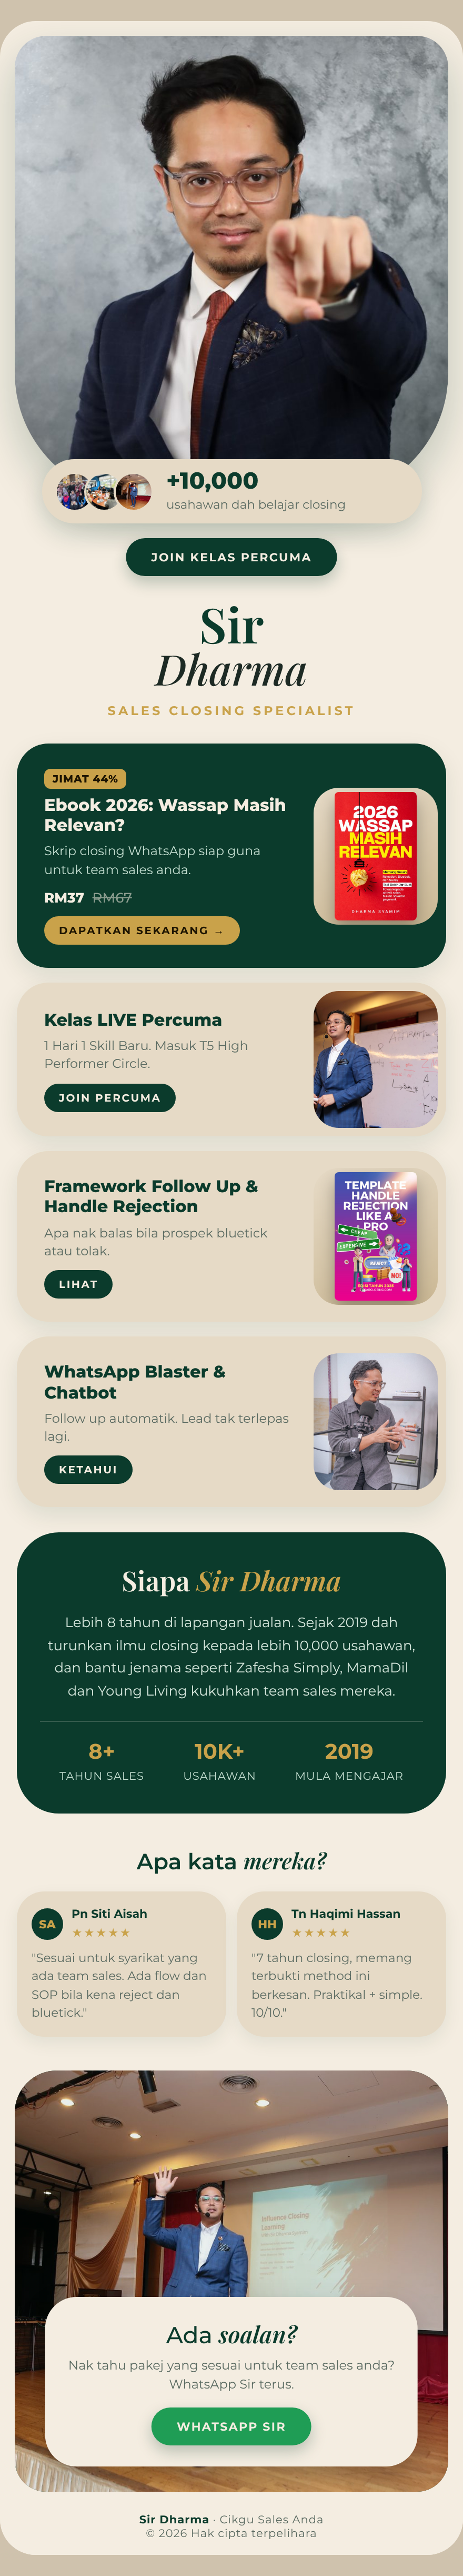 +10,000
usahawan dah belajar closing
JOIN KELAS PERCUMA
Sir
Dharma
SALES CLOSING SPECIALIST
JIMAT 44%
Ebook 2026: Wassap Masih
Relevan?
Skrip closing WhatsApp siap guna
untuk team sales anda.
RM37 RM67
DAPATKAN SEKARANG →
2026
WASSAP
MASIH
RELEVAN
DHARMA SYAMIM
Kelas LIVE Percuma
1 Hari 1 Skill Baru. Masuk T5 High
Performer Circle.
JOIN PERCUMA
Framework Follow Up &
Handle Rejection
Apa nak balas bila prospek bluetick
atau tolak.
LIHAT
TEMPLATE
HANDLE
REJECTION
LIKE A
PRO
CHEAP
EXPENSIVE
REJECT
NO!
WhatsApp Blaster &
Chatbot
Follow up automatik. Lead tak terlepas
lagi.
KETAHUI
Siapa Sir Dharma
Lebih 8 tahun di lapangan jualan. Sejak 2019 dah
turunkan ilmu closing kepada lebih 10,000 usahawan,
dan bantu jenama seperti Zafesha Simply, MamaDil
dan Young Living kukuhkan team sales mereka.
8+ 10K+ 2019
TAHUN SALES USAHAWAN MULA MENGAJAR
Apa kata mereka?
SA
Pn Siti Aisah
★★★★★
"Sesuai untuk syarikat yang
ada team sales. Ada flow dan
SOP bila kena reject dan
bluetick."
HH
Tn Haqimi Hassan
★★★★★
"7 tahun closing, memang
terbukti method ini
berkesan. Praktikal + simple.
10/10."
Influence Closing
Learning
Ada soalan?
Nak tahu pakej yang sesuai untuk team sales anda?
WhatsApp Sir terus.
WHATSAPP SIR
Sir Dharma · Cikgu Sales Anda
© 2026 Hak cipta terpelihara